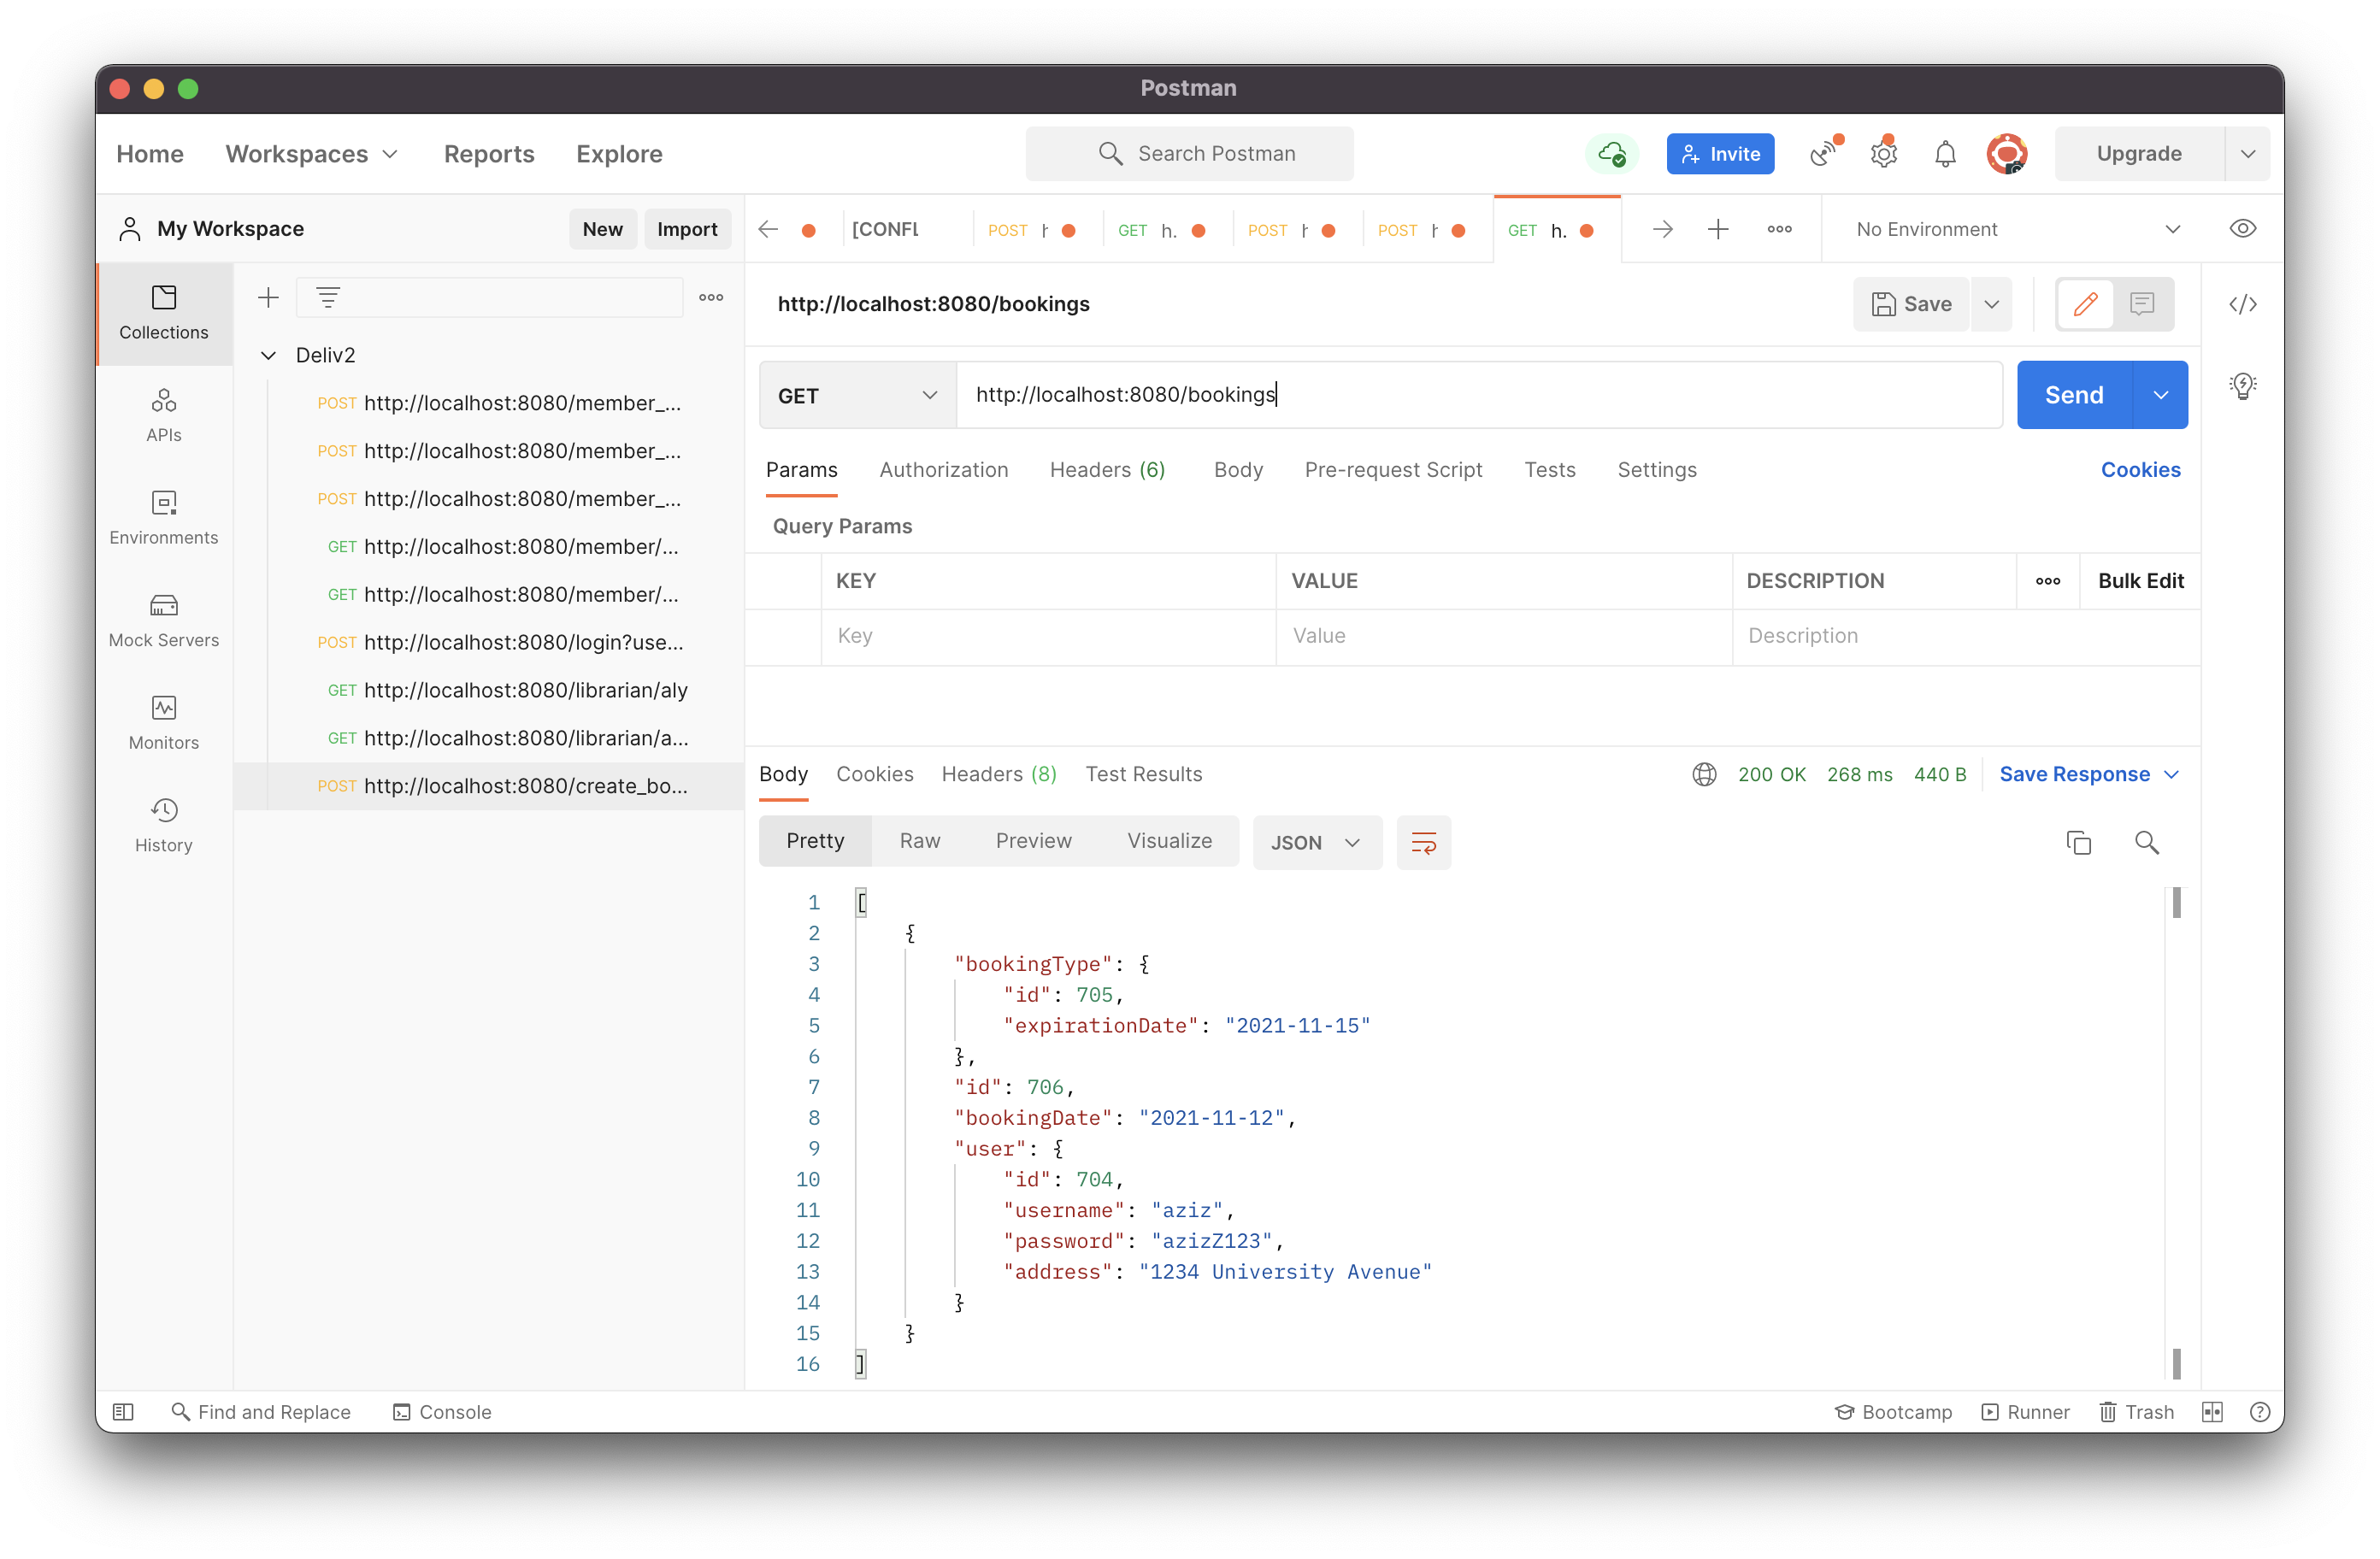 Postman
Home Workspaces Reports Explore Search Postman Invite Upgrade
My Workspace New Import [CONFL POST GET h. POST POST GET h. No Environment
Collections
APIs
Environments
Mock Servers
Monitors
History
Deliv2
POST http://localhost:8080/member_...
POST http://localhost:8080/member_...
POST http://localhost:8080/member_...
GET http://localhost:8080/member/...
GET http://localhost:8080/member/...
POST http://localhost:8080/login?use...
GET http://localhost:8080/librarian/aly
GET http://localhost:8080/librarian/a...
POST http://localhost:8080/create_bo...
http://localhost:8080/bookings Save
GET http://localhost:8080/bookings Send
Params Authorization Headers (6) Body Pre-request Script Tests Settings Cookies
Query Params
KEY VALUE DESCRIPTION Bulk Edit
Key Value Description
Body Cookies Headers (8) Test Results 200 OK 268 ms 440 B Save Response
Pretty Raw Preview Visualize JSON
1 [
2 {
3 "bookingType": {
4 "id": 705,
5 "expirationDate": "2021-11-15"
6 },
7 "id": 706,
8 "bookingDate": "2021-11-12",
9 "user": {
10 "id": 704,
11 "username": "aziz",
12 "password": "azizZ123",
13 "address": "1234 University Avenue"
14 }
15 }
16 ]
Find and Replace Console Bootcamp Runner Trash